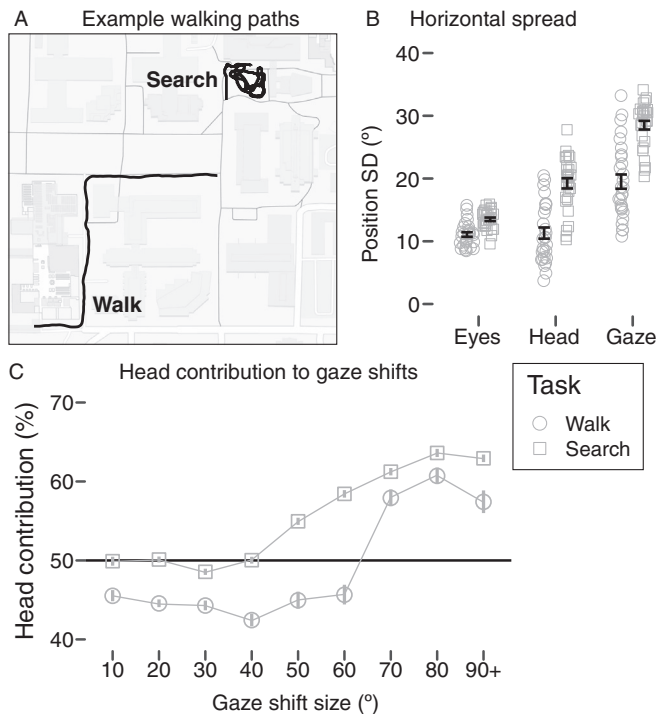 A Example walking paths
Search
Walk
B Horizontal spread
Position SD (º)
40
30
20
10
0
Eyes Head Gaze
C Head contribution to gaze shifts
Head contribution (%)
70
60
50
40
10 20 30 40 50 60 70 80 90+
Gaze shift size (º)
Task
Walk
Search